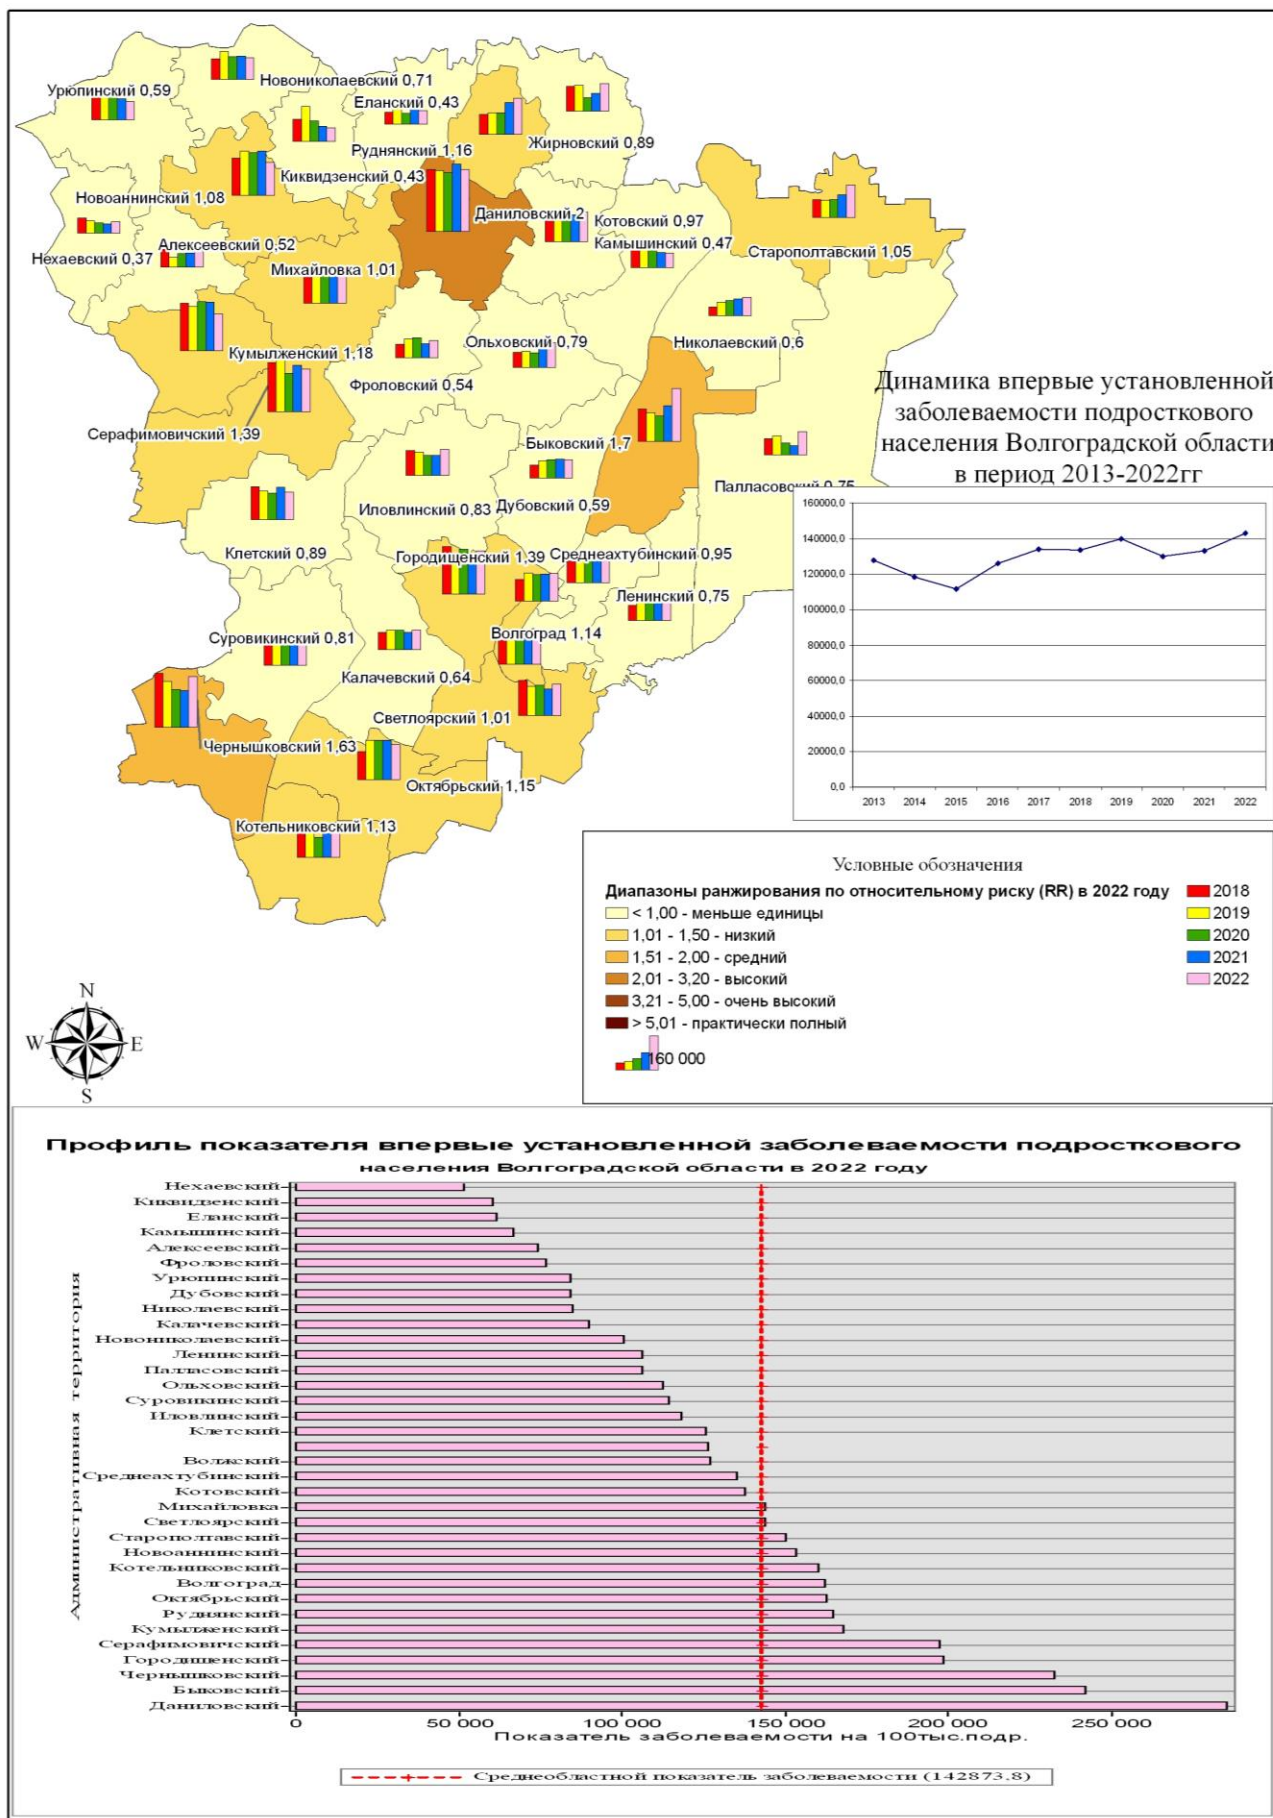 Урюпинский 0,59
Новониколаевский 0,71
Еланский 0,43
Жирновский 0,89
Руднянский 1,16
Киквидзенский 0,43
Новоаннинский 1,08
Даниловский 2
Котовский 0,97
Камышинский 0,47
Старополтавский 1,05
Алексеевский 0,52
Нехаевский 0,37
Михайловка 1,01
Ольховский 0,79
Николаевский 0,6
Кумылженский 1,18
Фроловский 0,54
Серафимовичский 1,39
Быковский 1,7
Палласовский 0,75
Иловлинский 0,83
Дубовский 0,59
Клетский 0,89
Городищенский 1,39
Среднеахтубинский 0,95
Ленинский 0,75
Волгоград 1,14
Суровикинский 0,81
Калачевский 0,64
Светлоярский 1,01
Чернышковский 1,63
Октябрьский 1,15
Котельниковский 1,13
Динамика впервые установленной
заболеваемости подросткового
населения Волгоградской области
в период 2013-2022гг
160000,0
140000,0
120000,0
100000,0
80000,0
60000,0
40000,0
20000,0
0,0
2013 2014 2015 2016 2017 2018 2019 2020 2021 2022
Условные обозначения
Диапазоны ранжирования по относительному риску (RR) в 2022 году
< 1,00 - меньше единицы
1,01 - 1,50 - низкий
1,51 - 2,00 - средний
2,01 - 3,20 - высокий
3,21 - 5,00 - очень высокий
> 5,01 - практически полный
160 000
2018
2019
2020
2021
2022
N
W E
S
Профиль показателя впервые установленной заболеваемости подросткового
населения Волгоградской области в 2022 году
Административная территория
Нехаевский
Киквидзенский
Еланский
Камышинский
Алексеевский
Фроловский
Урюпинский
Дубовский
Николаевский
Калачевский
Новониколаевский
Ленинский
Палласовский
Ольховский
Суровикинский
Иловлинский
Клетский
Волжский
Среднеахтубинский
Котовский
Михайловка
Светлоярский
Старополтавский
Новоаннинский
Котельниковский
Волгоград
Октябрьский
Руднянский
Кумылженский
Серафимовичский
Городищенский
Чернышковский
Быковский
Даниловский
0 50 000 100 000 150 000 200 000 250 000
Показатель заболеваемости на 100тыс.подр.
Среднеобластной показатель заболеваемости (142873,8)